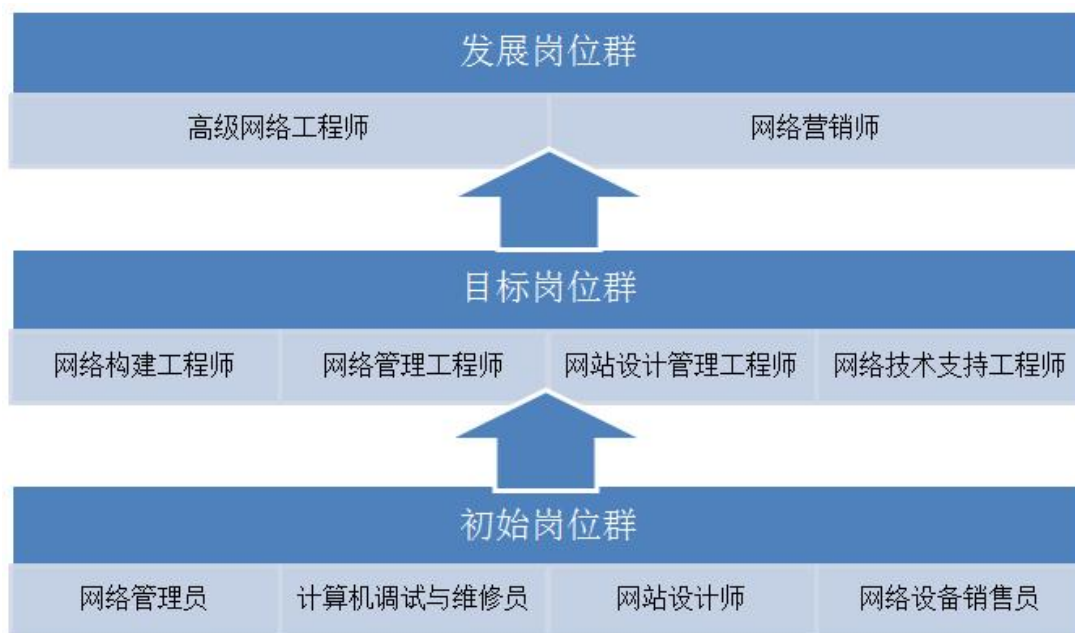 发展岗位群
高级网络工程师 网络营销师
目标岗位群
网络构建工程师 网络管理工程师 网站设计管理工程师 网络技术支持工程师
初始岗位群
网络管理员 计算机调试与维修员 网站设计师 网络设备销售员